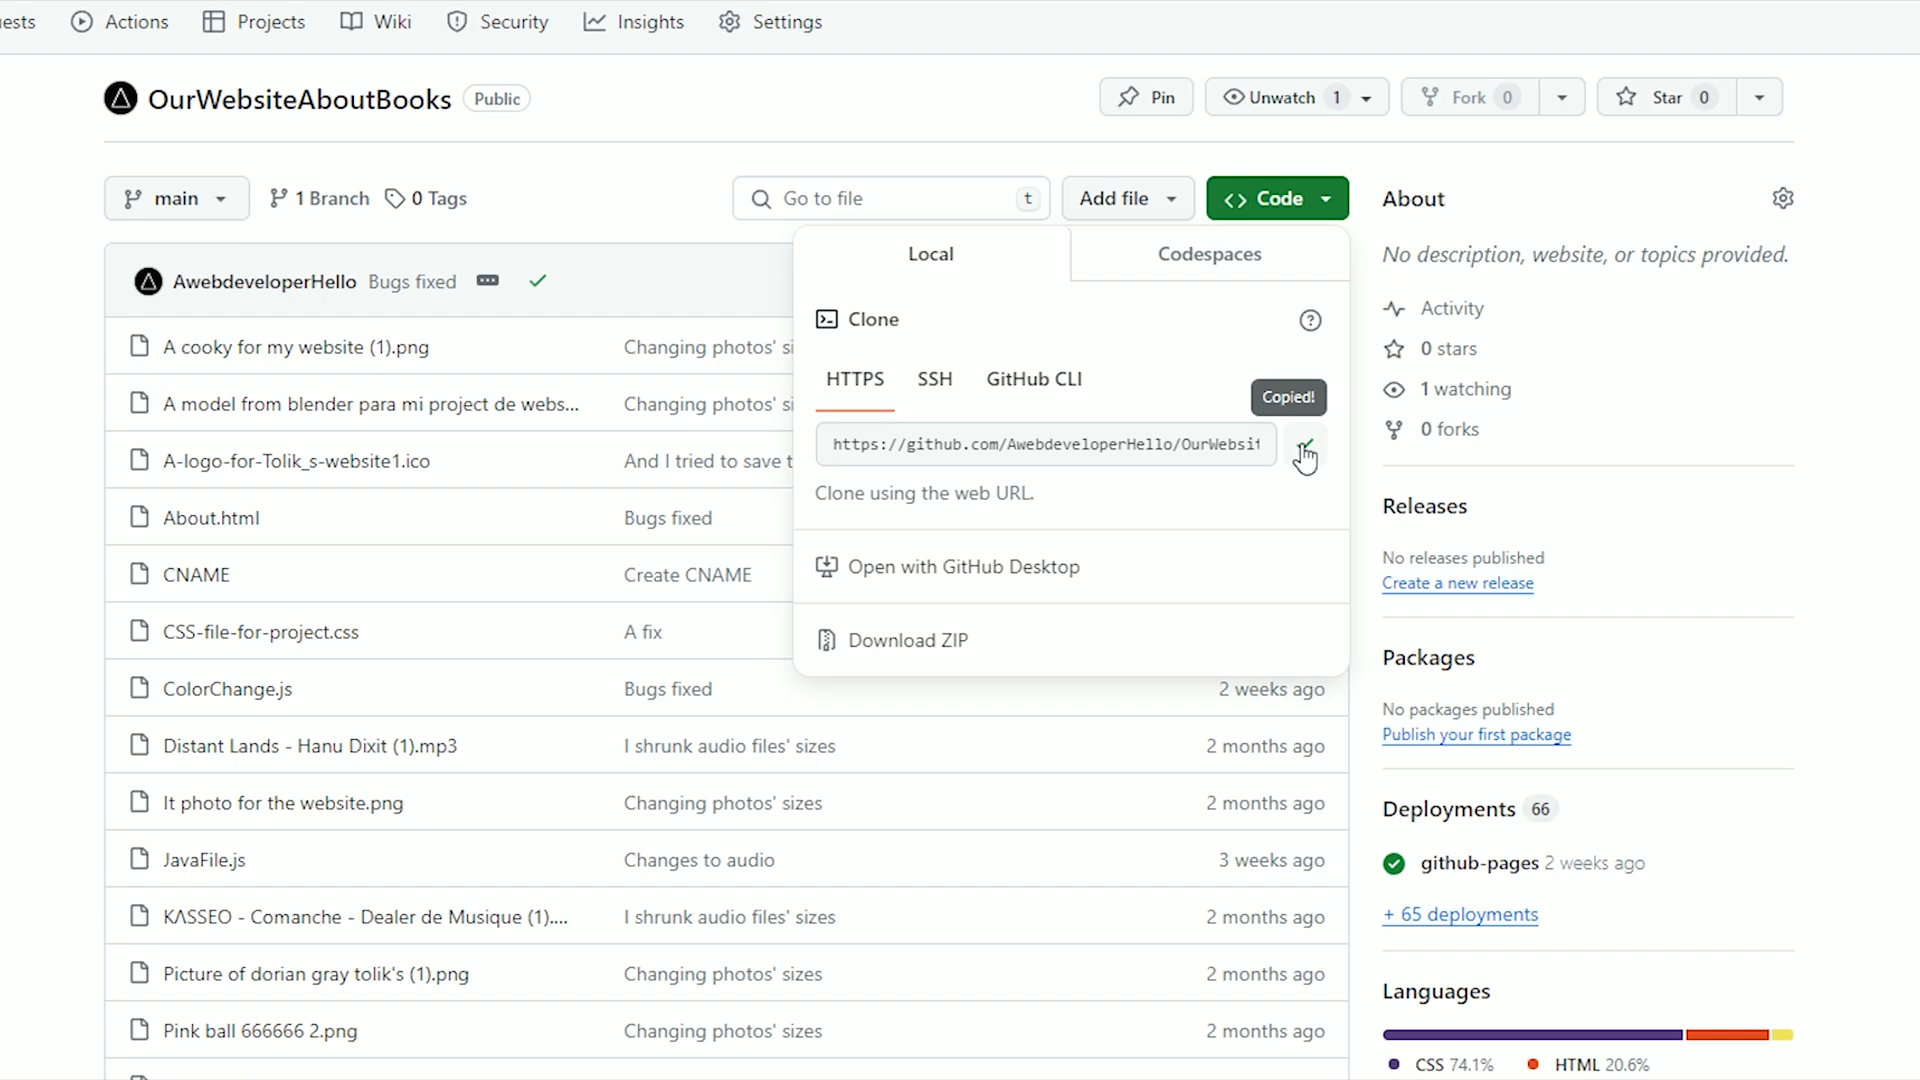 ests Actions Projects Wiki Security Insights Settings
OurWebsiteAboutBooks Public Pin Unwatch 1 Fork 0 Star 0
main 1 Branch 0 Tags Go to file t Add file Code About
Local Codespaces
No description, website, or topics provided.
AwebdeveloperHello Bugs fixed
Clone
Activity
A cooky for my website (1).png Changing photos' si
0 stars
HTTPS SSH GitHub CLI
Copied!
1 watching
A model from blender para mi project de webs... Changing photos' si
0 forks
https://github.com/AwebdeveloperHello/OurWebsit
A-logo-for-Tolik_s-website1.ico And I tried to save t
Clone using the web URL.
Releases
About.html Bugs fixed
No releases published
Open with GitHub Desktop
CNAME Create CNAME
Create a new release
CSS-file-for-project.css A fix
Download ZIP
Packages
ColorChange.js Bugs fixed 2 weeks ago
No packages published
Publish your first package
Distant Lands - Hanu Dixit (1).mp3 I shrunk audio files' sizes 2 months ago
It photo for the website.png Changing photos' sizes 2 months ago
Deployments 66
JavaFile.js Changes to audio 3 weeks ago
github-pages 2 weeks ago
KΛSSEO - Comanche - Dealer de Musique (1).... I shrunk audio files' sizes 2 months ago
+ 65 deployments
Picture of dorian gray tolik's (1).png Changing photos' sizes 2 months ago
Languages
Pink ball 666666 2.png Changing photos' sizes 2 months ago
CSS 74.1% HTML 20.6%